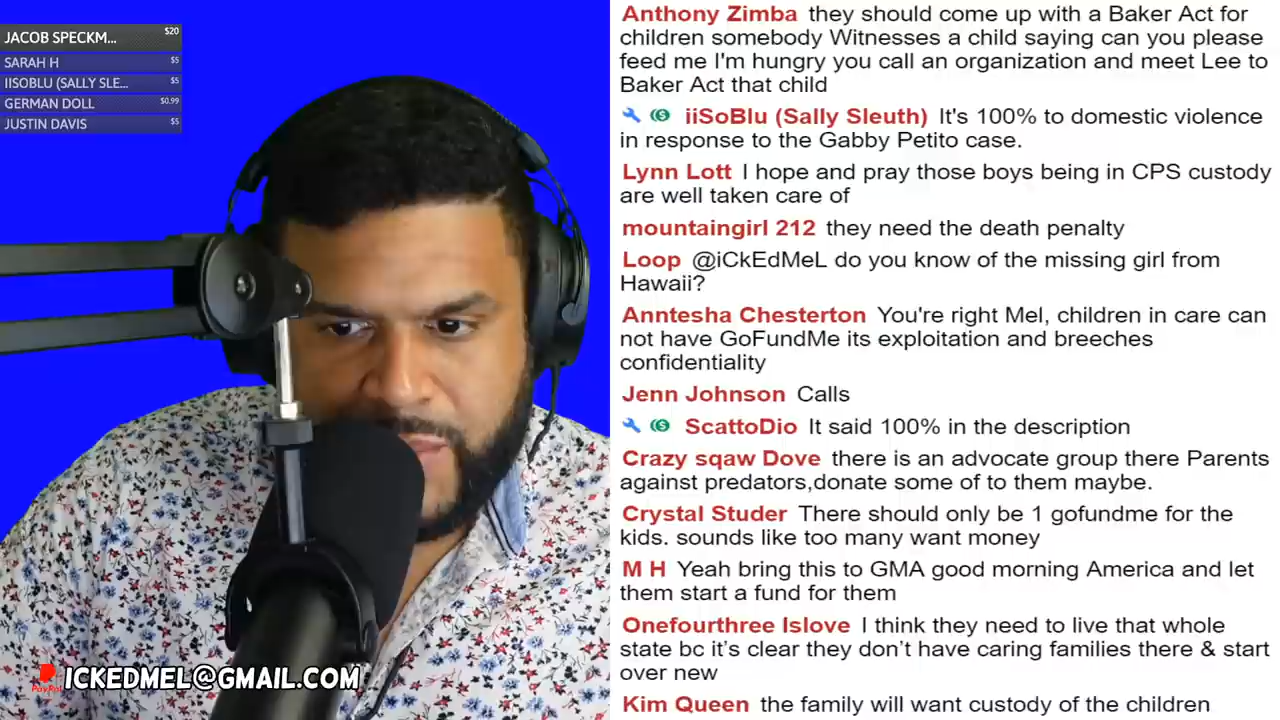 JACOB SPECKM... $20
SARAH H $5
IISOBLU (SALLY SLE... $5
GERMAN DOLL $0.99
JUSTIN DAVIS $5
PayPal ICKEDMEL@GMAIL.COM
Anthony Zimba they should come up with a Baker Act for
children somebody Witnesses a child saying can you please
feed me I'm hungry you call an organization and meet Lee to
Baker Act that child
iiSoBlu (Sally Sleuth) It's 100% to domestic violence
in response to the Gabby Petito case.
Lynn Lott I hope and pray those boys being in CPS custody
are well taken care of
mountaingirl 212 they need the death penalty
Loop @iCkEdMeL do you know of the missing girl from
Hawaii?
Anntesha Chesterton You're right Mel, children in care can
not have GoFundMe its exploitation and breeches
confidentiality
Jenn Johnson Calls
ScattoDio It said 100% in the description
Crazy sqaw Dove there is an advocate group there Parents
against predators,donate some of to them maybe.
Crystal Studer There should only be 1 gofundme for the
kids. sounds like too many want money
M H Yeah bring this to GMA good morning America and let
them start a fund for them
Onefourthree Islove I think they need to live that whole
state bc it’s clear they don’t have caring families there & start
over new
Kim Queen the family will want custody of the children